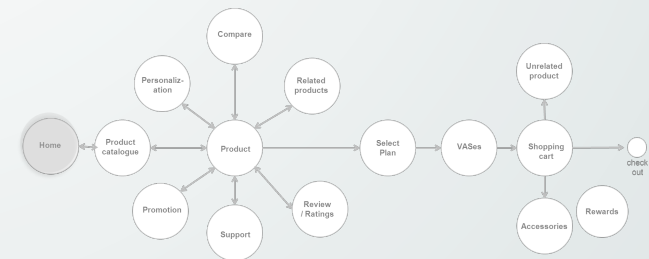 Compare
Personaliz-
ation
Related
products
Unrelated
product
Home
Product
catalogue
Product
Select
Plan
VASes
Shopping
cart
check
out
Promotion
Support
Review
/ Ratings
Accessories
Rewards